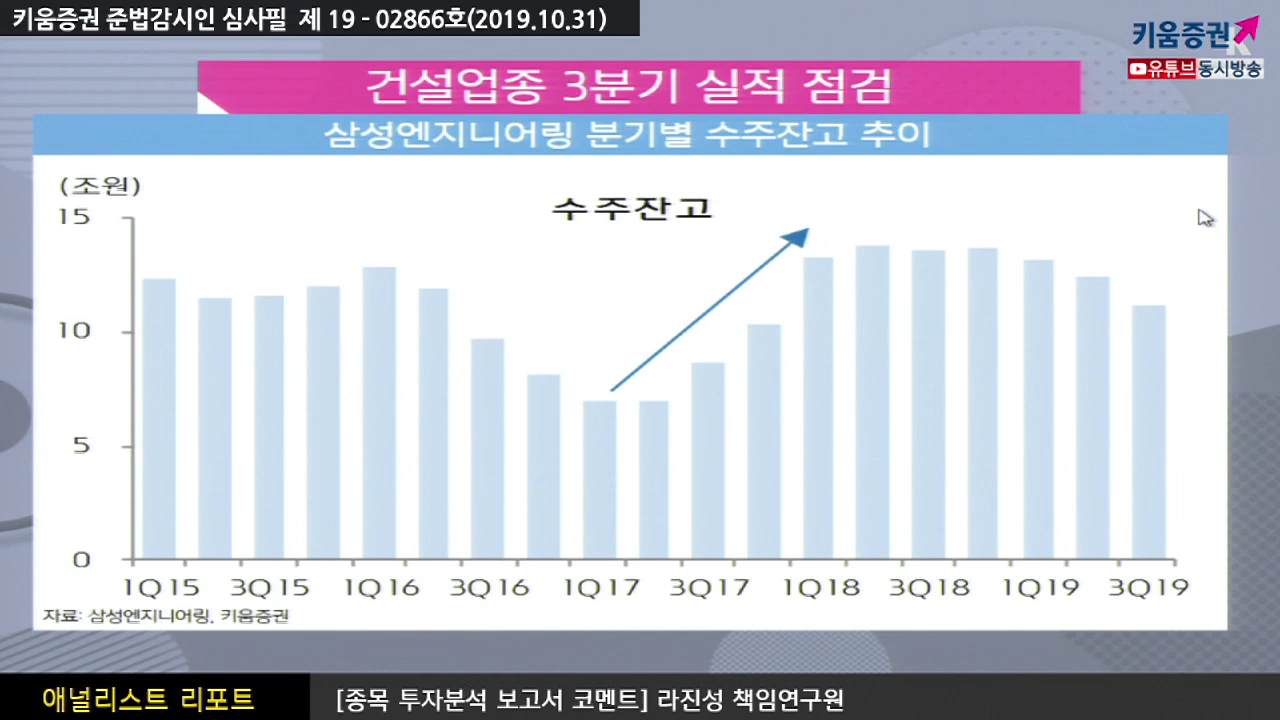 키움증권 준법감시인 심사필 제 19 - 02866호(2019.10.31)
키움증권
유튜브동시방송
건설업종 3분기 실적 점검
삼성엔지니어링 분기별 수주잔고 추이
(조원)
수주잔고
15
10
5
0
1Q15 3Q15 1Q16 3Q16 1Q17 3Q17 1Q18 3Q18 1Q19 3Q19
자료: 삼성엔지니어링, 키움증권
애널리스트 리포트
[종목 투자분석 보고서 코멘트] 라진성 책임연구원